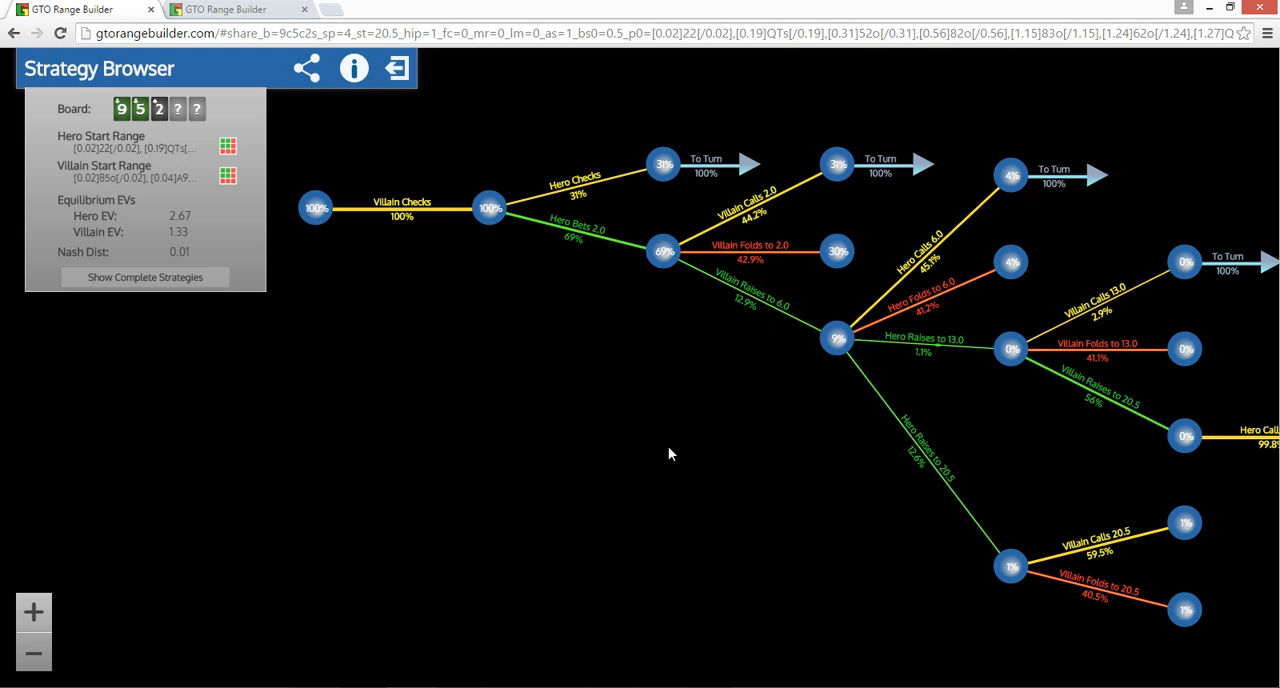 GTO Range Builder
GTO Range Builder
gtorangebuilder.com/#share_b=9c5c2s_sp=4_st=20.5_hip=1_fc=0_mr=0_lm=0_as=1_bs0=0.5_p0=[0.02]22[/0.02],[0.19]QTs[/0.19],[0.31]52o[/0.31],[0.56]82o[/0.56],[1.15]83o[/1.15],[1.24]62o[/1.24],[1.27]Q
Strategy Browser
Board: 9 5 2 ? ?
Hero Start Range
[0.02]22[/0.02], [0.19]QTs[...
Villain Start Range
[0.02]85o[/0.02], [0.04]A9...
Equilibrium EVs
Hero EV: 2.67
Villain EV: 1.33
Nash Dist: 0.01
Show Complete Strategies
100%
Villain Checks
100%
100%
Hero Checks
31%
31%
To Turn
100%
Hero Bets 2.0
69%
69%
Villain Calls 2.0
44.2%
31%
To Turn
100%
Villain Folds to 2.0
42.9%
30%
Villain Raises to 6.0
12.9%
9%
Hero Calls 6.0
45.1%
4%
To Turn
100%
Hero Folds to 6.0
41.2%
4%
Hero Raises to 13.0
1.1%
0%
Villain Calls 13.0
2.9%
0%
To Turn
100%
Villain Folds to 13.0
41.1%
0%
Villain Raises to 20.5
56%
0%
Hero Call
99.8%
Hero Raises to 20.5
12.6%
1%
Villain Calls 20.5
59.5%
1%
Villain Folds to 20.5
40.5%
1%
+
−